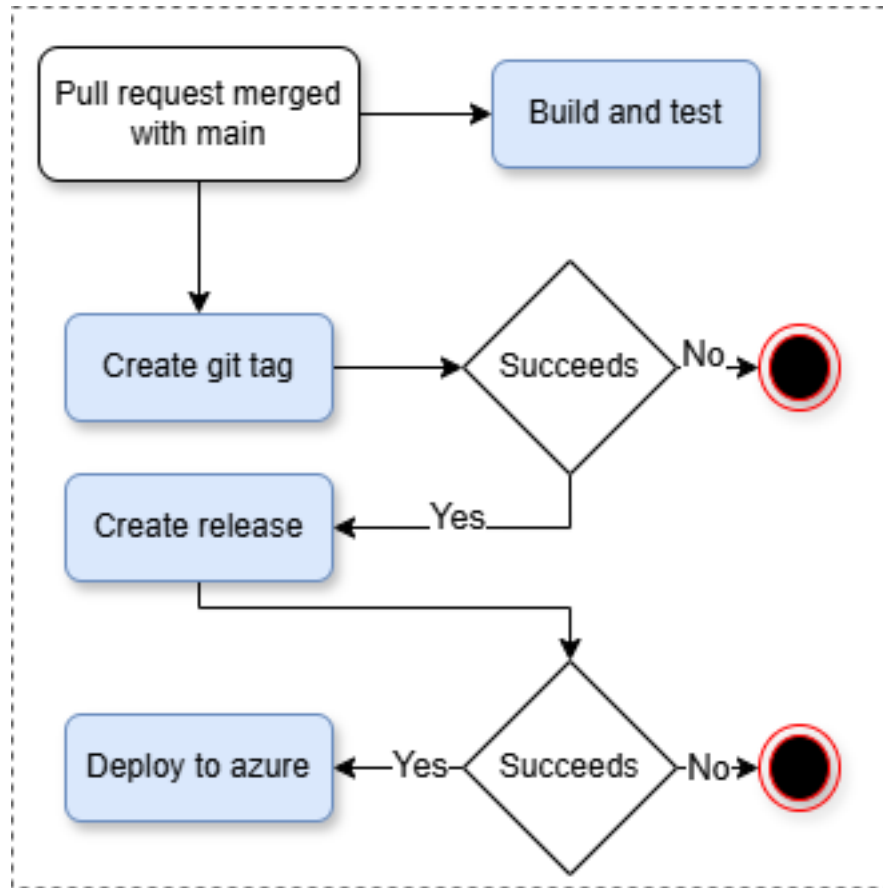 Pull request merged
with main
Build and test
Create git tag
Succeeds
No
Create release
Yes
Deploy to azure
Yes
Succeeds
No